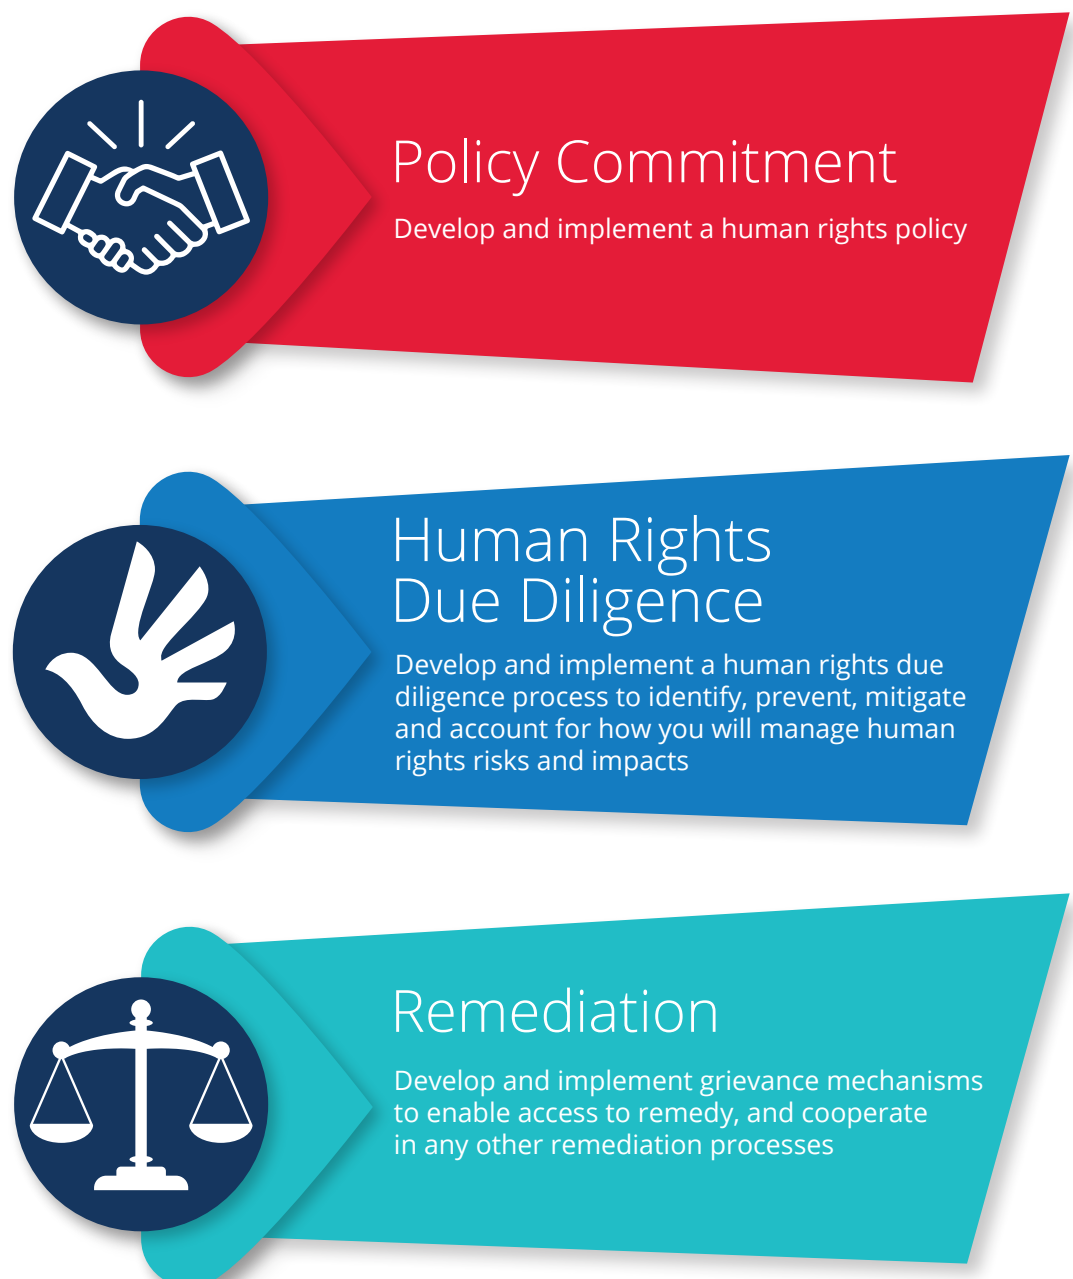 Policy Commitment
Develop and implement a human rights policy
Human Rights
Due Diligence
Develop and implement a human rights due
diligence process to identify, prevent, mitigate
and account for how you will manage human
rights risks and impacts
Remediation
Develop and implement grievance mechanisms
to enable access to remedy, and cooperate
in any other remediation processes